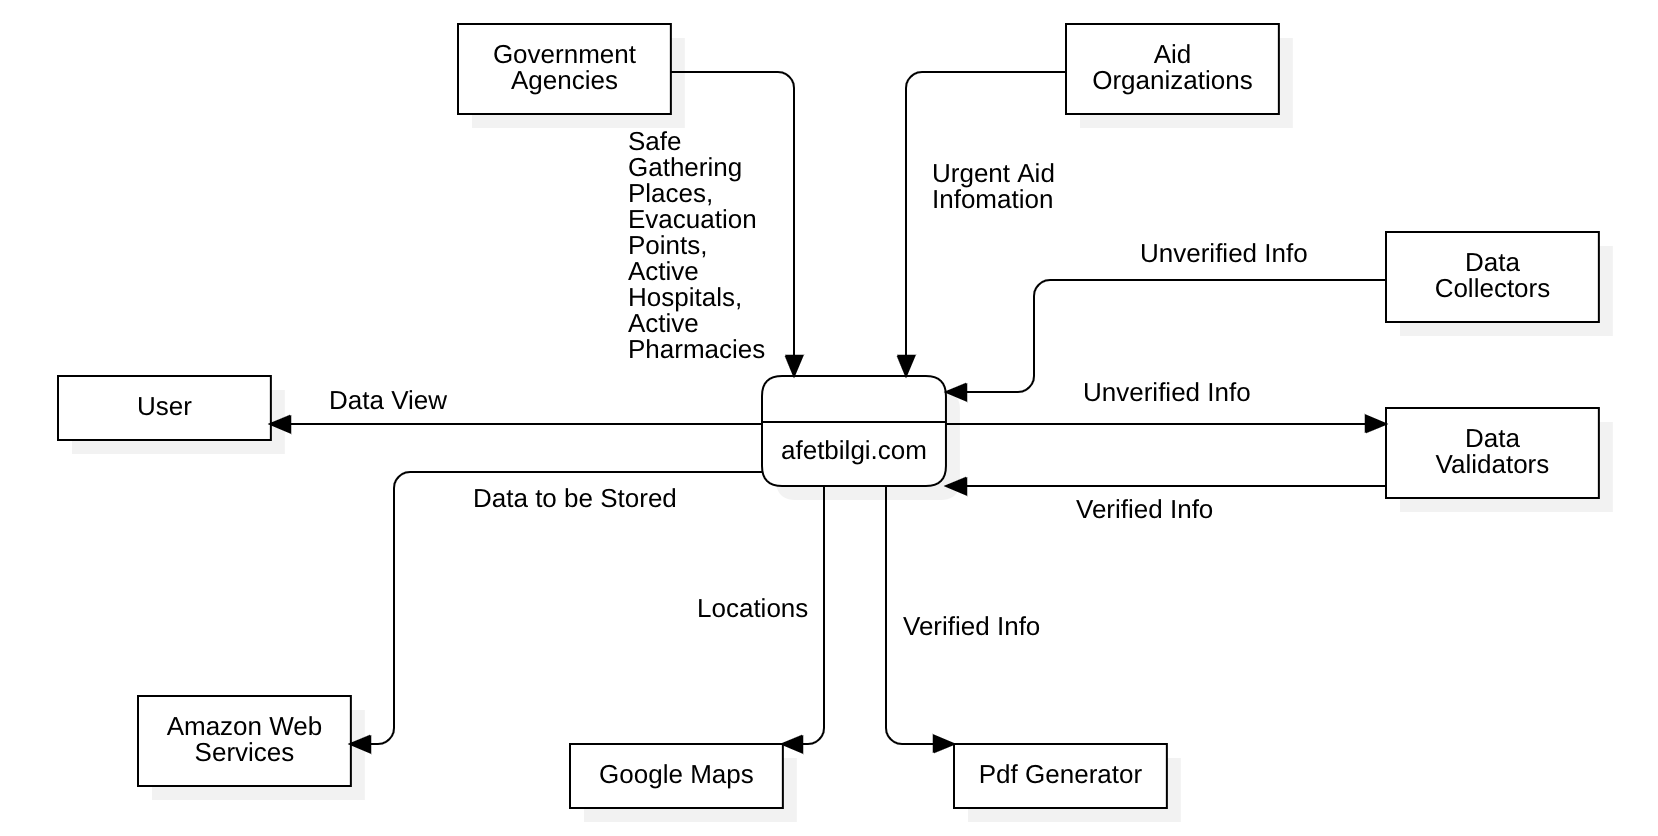 Government
Agencies
Aid
Organizations
Safe
Gathering
Places,
Evacuation
Points,
Active
Hospitals,
Active
Pharmacies
Urgent Aid
Infomation
Unverified Info
Data
Collectors
User
Data View
afetbilgi.com
Unverified Info
Data
Validators
Verified Info
Data to be Stored
Locations
Verified Info
Amazon Web
Services
Google Maps
Pdf Generator